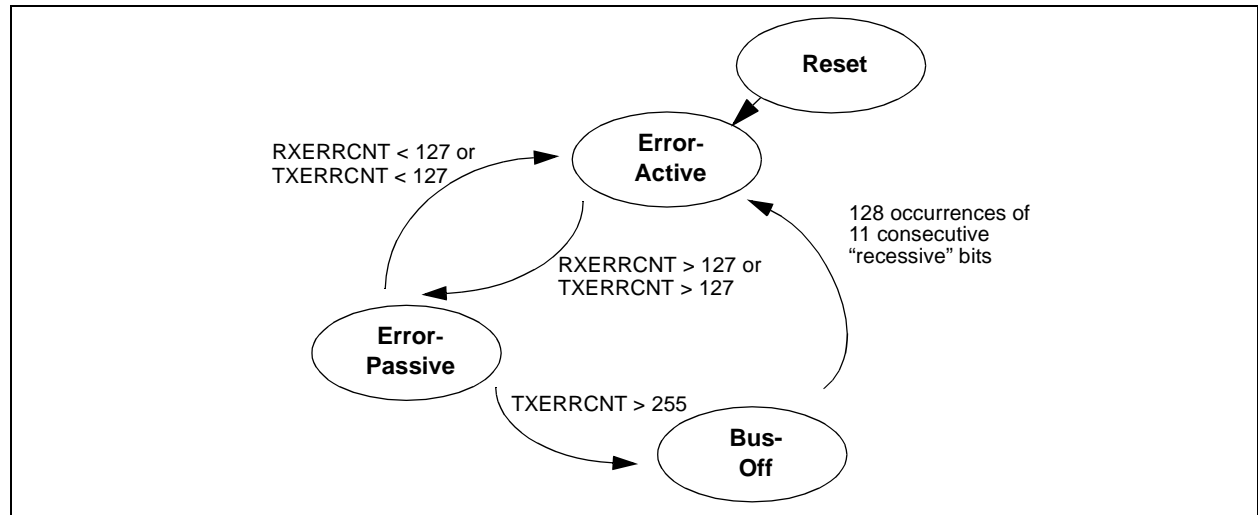 Reset
Error-
Active
RXERRCNT < 127 or
TXERRCNT < 127
128 occurrences of
11 consecutive
“recessive” bits
RXERRCNT > 127 or
TXERRCNT > 127
Error-
Passive
TXERRCNT > 255
Bus-
Off